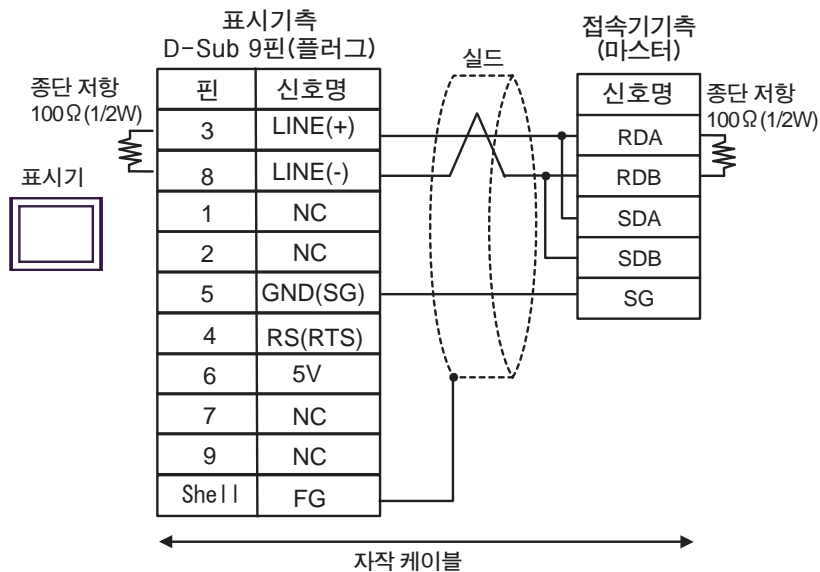 표시기측
D-Sub 9핀(플러그)
접속기기측
(마스터)
실드
종단 저항
100Ω(1/2W)
표시기
핀 신호명
3 LINE(+)
8 LINE(-)
1 NC
2 NC
5 GND(SG)
4 RS(RTS)
6 5V
7 NC
9 NC
Shell FG
신호명
RDA
RDB
SDA
SDB
SG
종단 저항
100Ω(1/2W)
자작 케이블